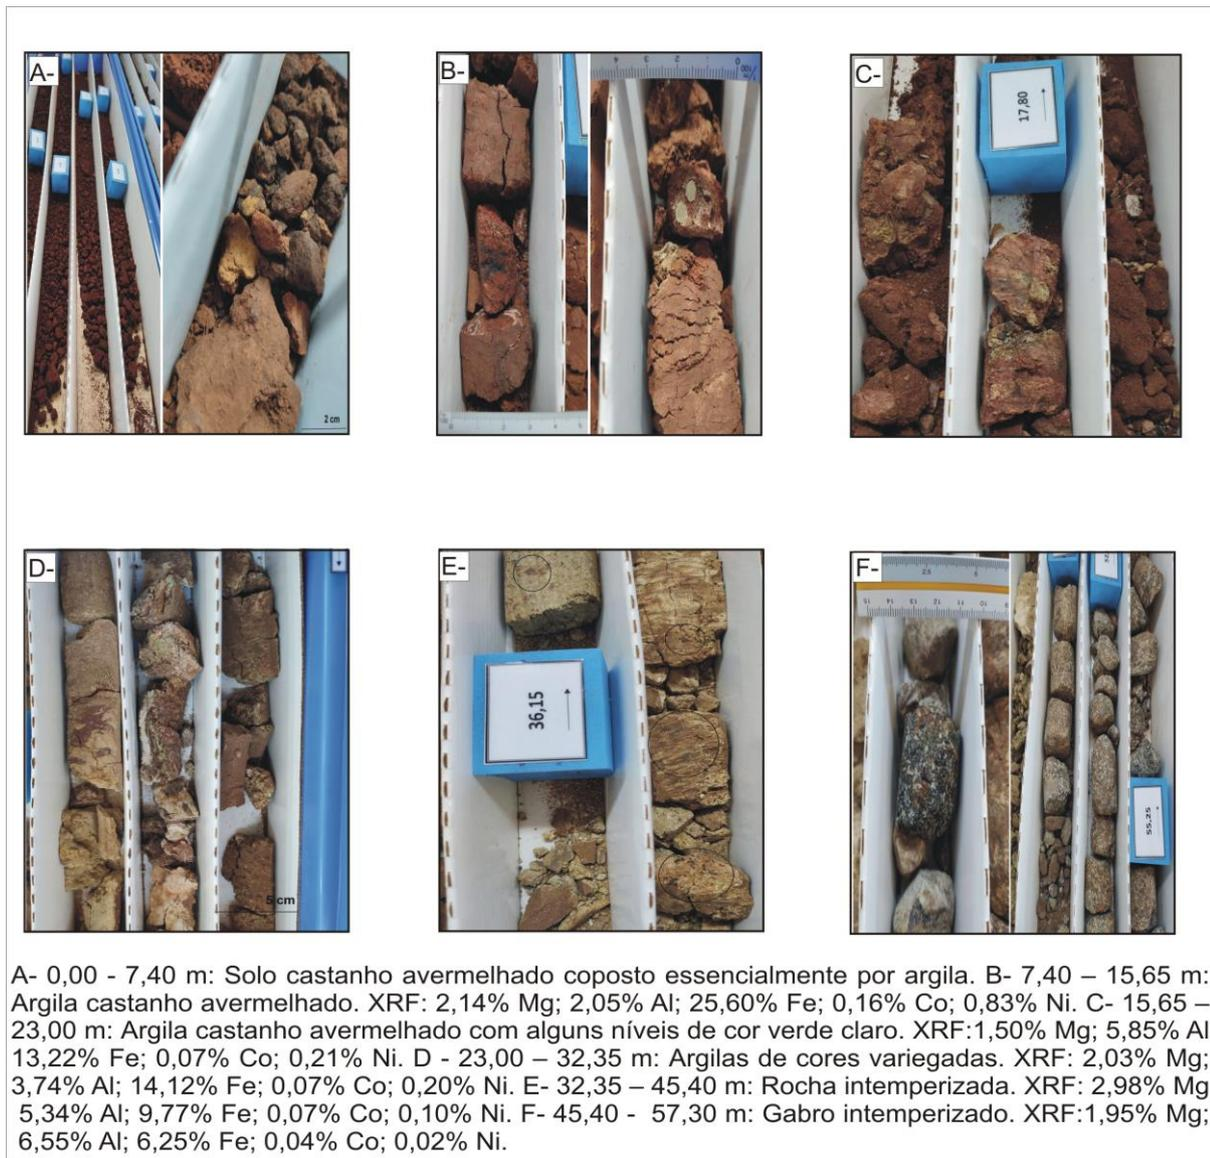 A-
B-
C-
17,80
2 cm
D-
E-
F-
36,15
55,25
5 cm
A- 0,00 - 7,40 m: Solo castanho avermelhado coposto essencialmente por argila. B- 7,40 – 15,65 m:
Argila castanho avermelhado. XRF: 2,14% Mg; 2,05% Al; 25,60% Fe; 0,16% Co; 0,83% Ni. C- 15,65 –
23,00 m: Argila castanho avermelhado com alguns níveis de cor verde claro. XRF:1,50% Mg; 5,85% Al
13,22% Fe; 0,07% Co; 0,21% Ni. D - 23,00 – 32,35 m: Argilas de cores variegadas. XRF: 2,03% Mg;
3,74% Al; 14,12% Fe; 0,07% Co; 0,20% Ni. E- 32,35 – 45,40 m: Rocha intemperizada. XRF: 2,98% Mg
5,34% Al; 9,77% Fe; 0,07% Co; 0,10% Ni. F- 45,40 - 57,30 m: Gabro intemperizado. XRF:1,95% Mg;
6,55% Al; 6,25% Fe; 0,04% Co; 0,02% Ni.